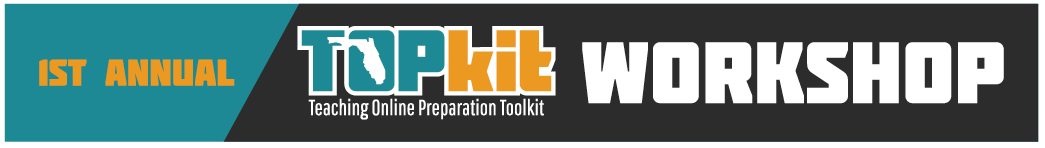 1ST ANNUAL
TOPkit WORKSHOP
Teaching Online Preparation Toolkit